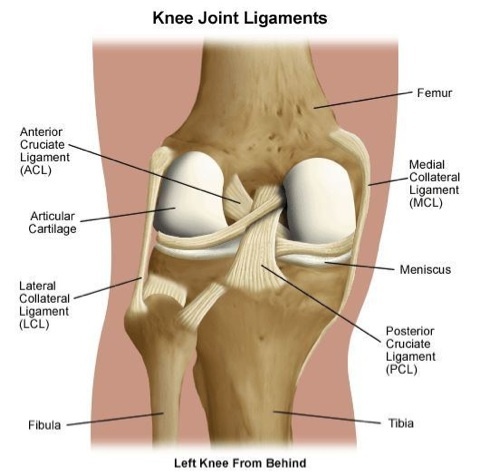 Knee Joint Ligaments
Femur
Anterior
Cruciate
Ligament
(ACL)
Medial
Collateral
Ligament
(MCL)
Articular
Cartilage
Meniscus
Lateral
Collateral
Ligament
(LCL)
Posterior
Cruciate
Ligament
(PCL)
Fibula
Tibia
Left Knee From Behind